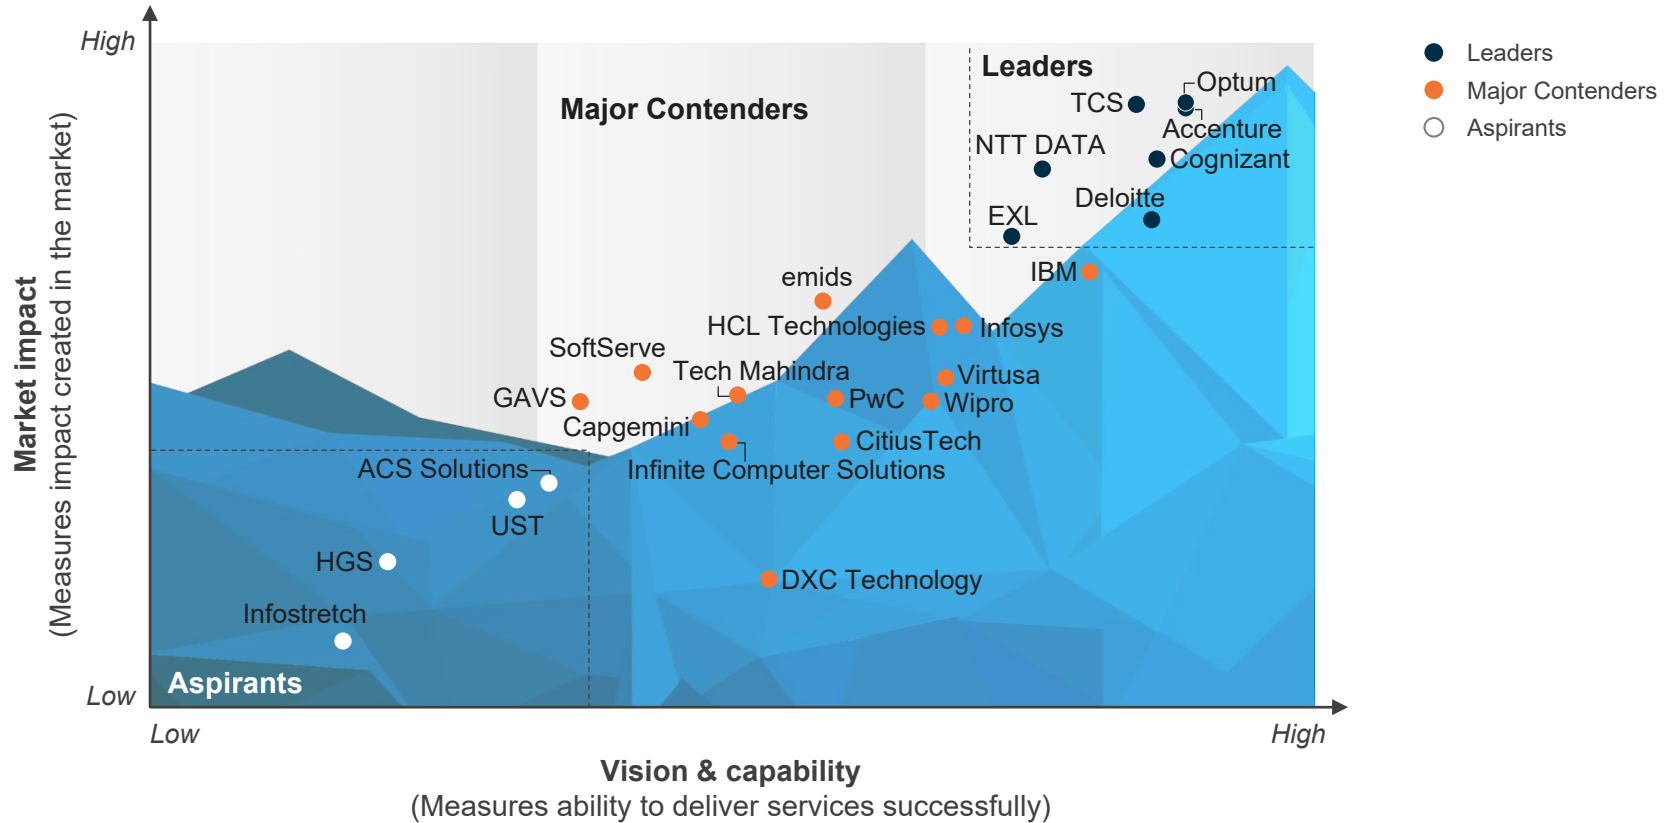 High
Leaders
Optum
TCS
Accenture
NTT DATA
Cognizant
Deloitte
EXL
Major Contenders
IBM
emids
HCL Technologies
Infosys
SoftServe
Tech Mahindra
Virtusa
GAVS
PwC
Wipro
Capgemini
CitiusTech
Infinite Computer Solutions
ACS Solutions
UST
HGS
DXC Technology
Infostretch
Aspirants
Low
Market impact
(Measures impact created in the market)
Low
High
Vision & capability
(Measures ability to deliver services successfully)
Leaders
Major Contenders
Aspirants